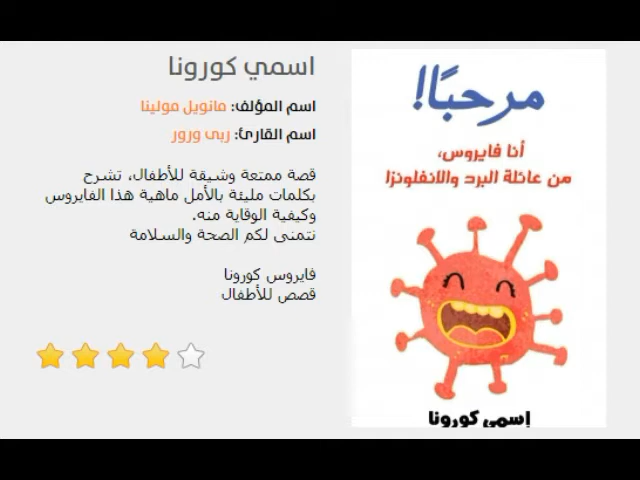 اسمي كورونا
اسم المؤلف: مانويل مولينا
اسم القارئ: ربى ورور
قصة ممتعة وشيقة للأطفال، تشرح
بكلمات مليئة بالأمل ماهية هذا الفايروس
وكيفية الوقاية منه.
نتمنى لكم الصحة والسلامة
فايروس كورونا
قصص للأطفال
مرحبًا!
أنا فايروس،
من عائلة البرد والانفلونزا
إسمي كورونا